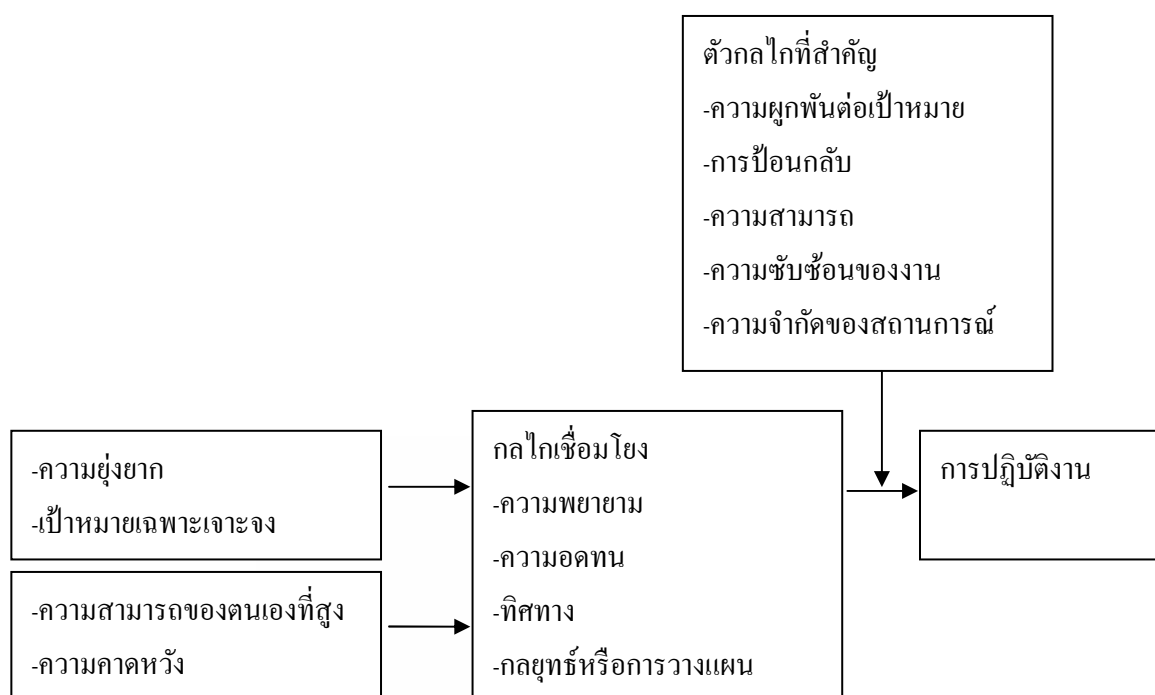 ตัวกลไกที่สำคัญ
-ความผูกพันต่อเป้าหมาย
-การป้อนกลับ
-ความสามารถ
-ความซับซ้อนของงาน
-ความจำกัดของสถานการณ์
-ความยุ่งยาก
-เป้าหมายเฉพาะเจาะจง
-ความสามารถของตนเองที่สูง
-ความคาดหวัง
กลไกเชื่อมโยง
-ความพยายาม
-ความอดทน
-ทิศทาง
-กลยุทธ์หรือการวางแผน
การปฏิบัติงาน